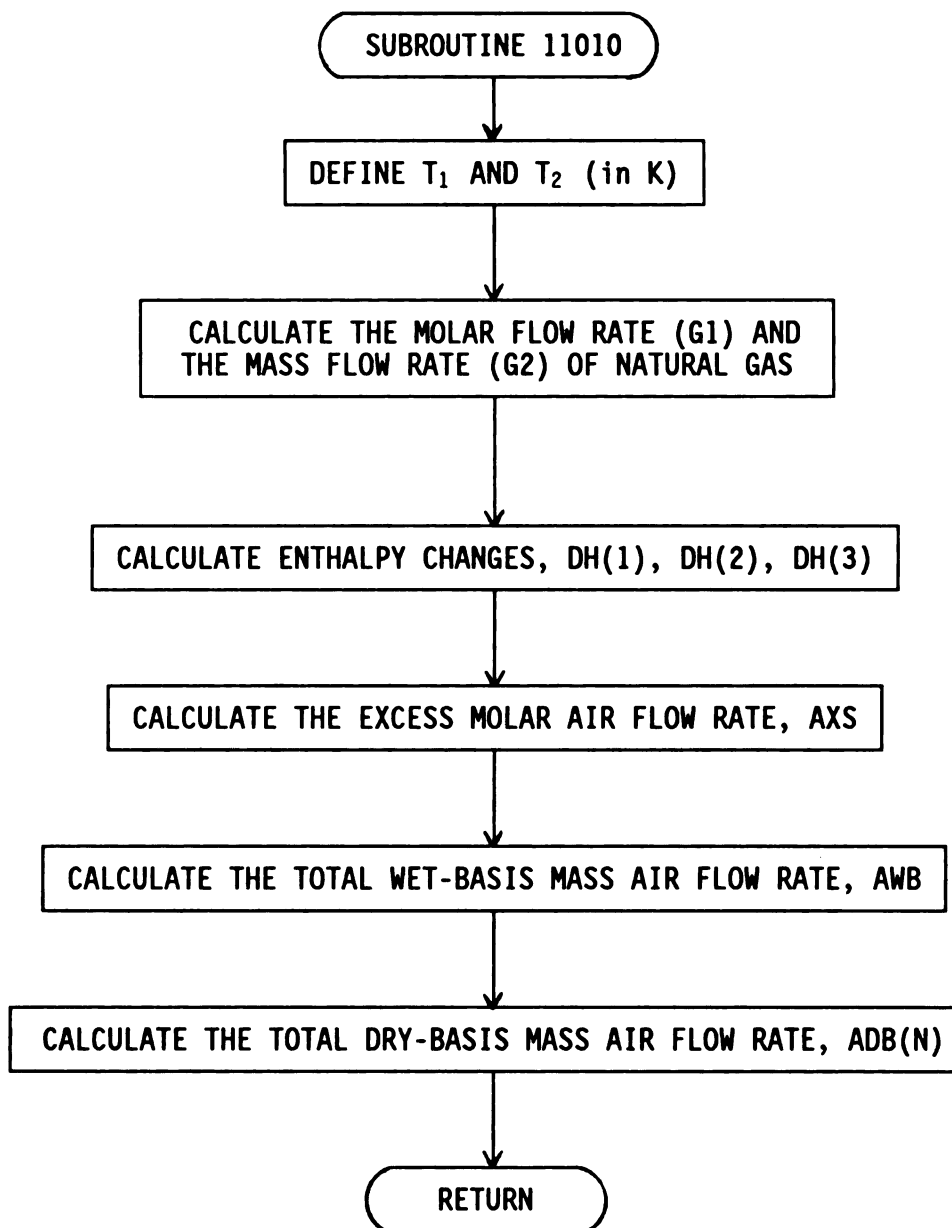 SUBROUTINE 11010
DEFINE T₁ AND T₂ (in K)
CALCULATE THE MOLAR FLOW RATE (G1) AND
THE MASS FLOW RATE (G2) OF NATURAL GAS
CALCULATE ENTHALPY CHANGES, DH(1), DH(2), DH(3)
CALCULATE THE EXCESS MOLAR AIR FLOW RATE, AXS
CALCULATE THE TOTAL WET-BASIS MASS AIR FLOW RATE, AWB
CALCULATE THE TOTAL DRY-BASIS MASS AIR FLOW RATE, ADB(N)
RETURN